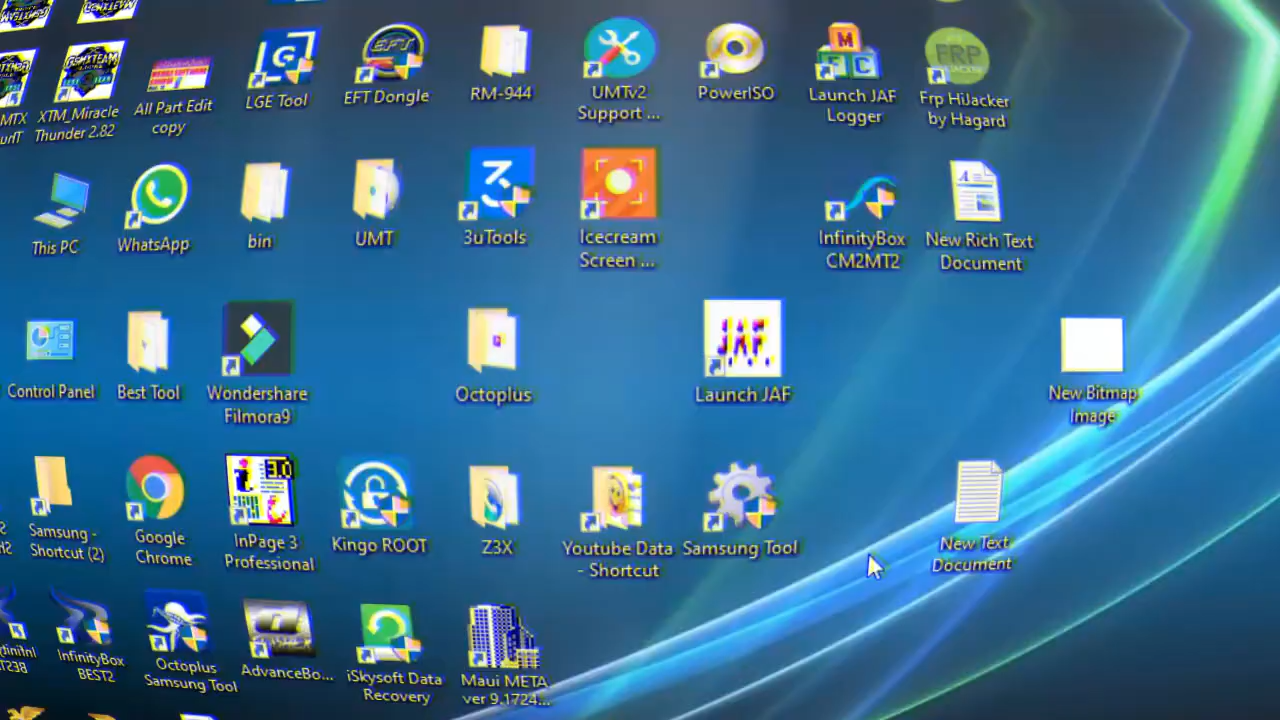 XTM_Miracle
Thunder 2.82
All Part Edit
copy
LGE Tool
EFT Dongle
RM-944
UMTv2
Support ...
PowerISO
Launch JAF
Logger
FRP
Frp HiJacker
by Hagard
This PC
WhatsApp
bin
UMT
3uTools
Icecream
Screen ...
InfinityBox
CM2MT2
New Rich Text
Document
Control Panel
Best Tool
Wondershare
Filmora9
Octoplus
JAF
Launch JAF
New Bitmap
Image
Samsung -
Shortcut (2)
Google
Chrome
3.0
InPage 3
Professional
Kingo ROOT
Z3X
Youtube Data
- Shortcut
Samsung Tool
New Text
Document
InfinityBox
BEST2
Octoplus
Samsung Tool
AdvanceBo...
iSkysoft Data
Recovery
Maui META
ver 9.1724...